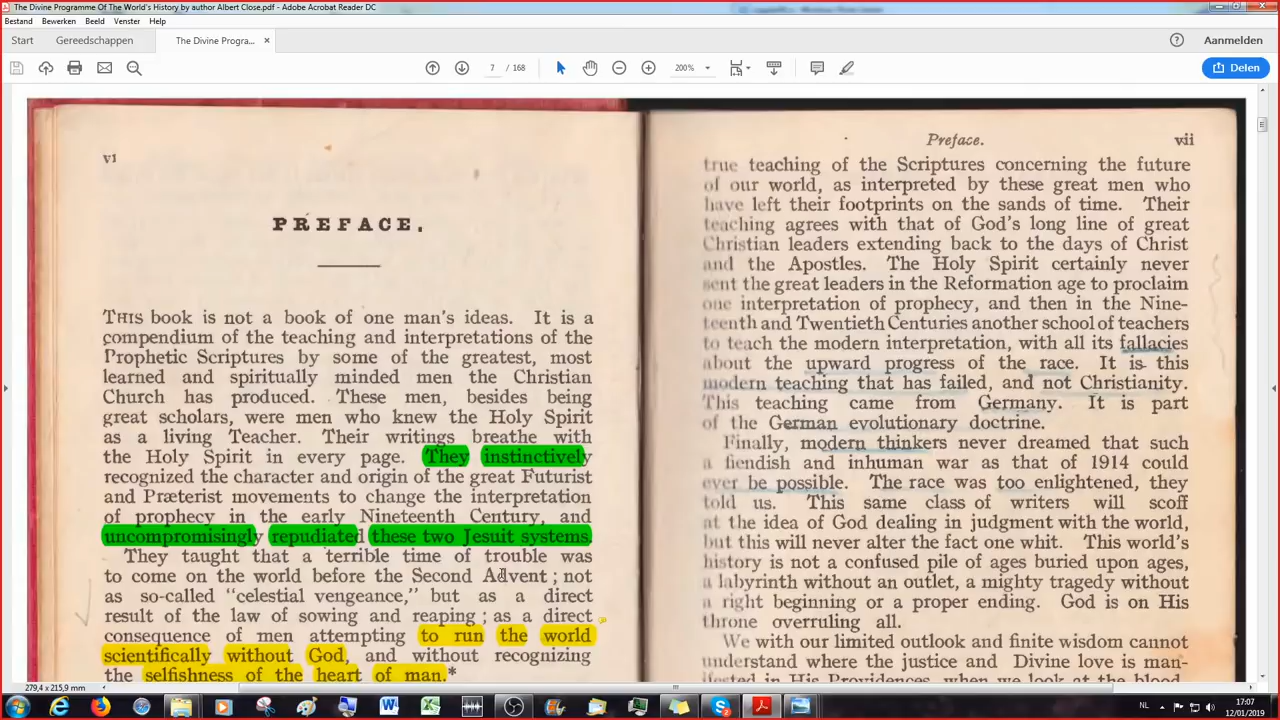 The Divine Programme Of The World's History by author Albert Close.pdf - Adobe Acrobat Reader DC
Bestand Bewerken Beeld Venster Help
Start Gereedschappen The Divine Progra... × Aanmelden
7 / 168 200% Delen
vi
PREFACE.
THIS book is not a book of one man's ideas. It is a
compendium of the teaching and interpretations of the
Prophetic Scriptures by some of the greatest, most
learned and spiritually minded men the Christian
Church has produced. These men, besides being
great scholars, were men who knew the Holy Spirit
as a living Teacher. Their writings breathe with
the Holy Spirit in every page. They instinctively
recognized the character and origin of the great Futurist
and Præterist movements to change the interpretation
of prophecy in the early Nineteenth Century, and
uncompromisingly repudiated these two Jesuit systems.
They taught that a terrible time of trouble was
to come on the world before the Second Advent; not
as so-called "celestial vengeance," but as a direct
result of the law of sowing and reaping; as a direct
consequence of men attempting to run the world
scientifically without God, and without recognizing
the selfishness of the heart of man.*
Preface. vii
true teaching of the Scriptures concerning the future
of our world, as interpreted by these great men who
have left their footprints on the sands of time. Their
teaching agrees with that of God's long line of great
Christian leaders extending back to the days of Christ
and the Apostles. The Holy Spirit certainly never
sent the great leaders in the Reformation age to proclaim
one interpretation of prophecy, and then in the Nine-
teenth and Twentieth Centuries another school of teachers
to teach the modern interpretation, with all its fallacies
about the upward progress of the race. It is this
modern teaching that has failed, and not Christianity.
This teaching came from Germany. It is part
of the German evolutionary doctrine.
Finally, modern thinkers never dreamed that such
a fiendish and inhuman war as that of 1914 could
ever be possible. The race was too enlightened, they
told us. This same class of writers will scoff
at the idea of God dealing in judgment with the world,
but this will never alter the fact one whit. This world's
history is not a confused pile of ages buried upon ages,
a labyrinth without an outlet, a mighty tragedy without
a right beginning or a proper ending. God is on His
throne overruling all.
We with our limited outlook and finite wisdom cannot
understand where the justice and Divine love is man-
ifested in His Providences, when we look at the blood
279,4 x 215,9 mm
NL 17:07
12/01/2019